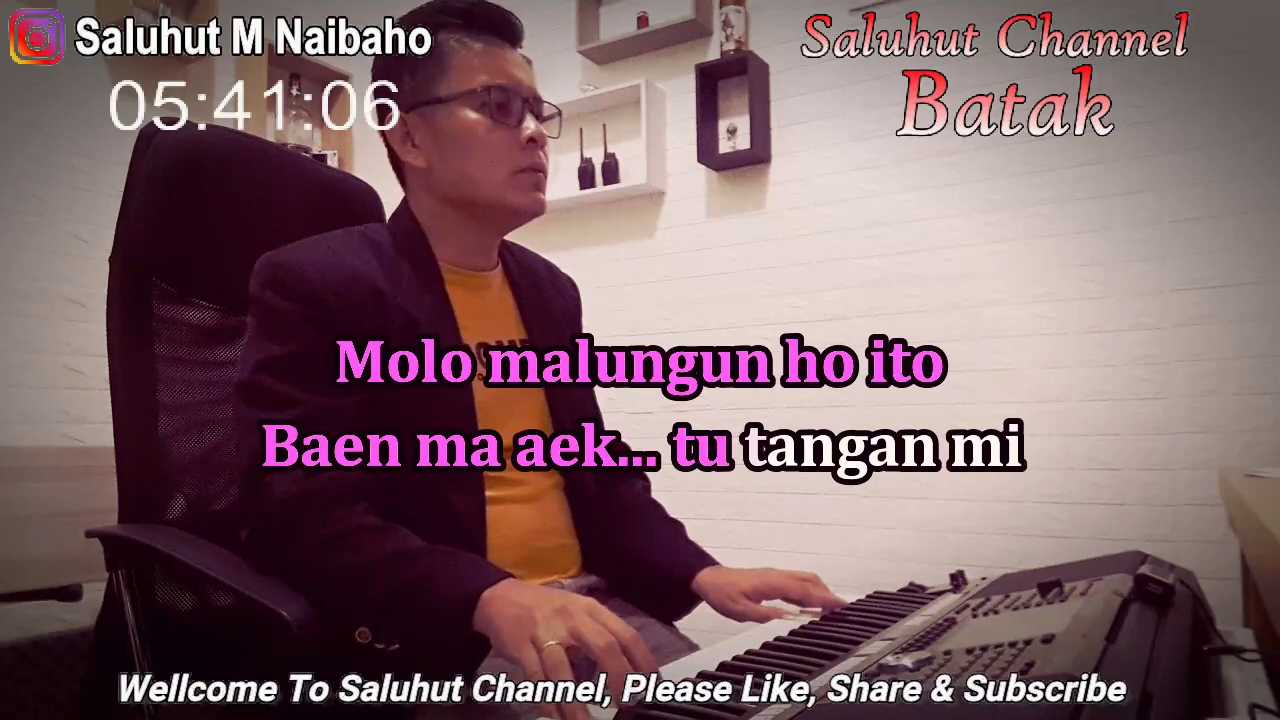 Saluhut M Naibaho
05:41:06
Saluhut Channel
Batak
Molo malungun ho ito
Baen ma aek... tu tangan mi
Wellcome To Saluhut Channel, Please Like, Share & Subscribe